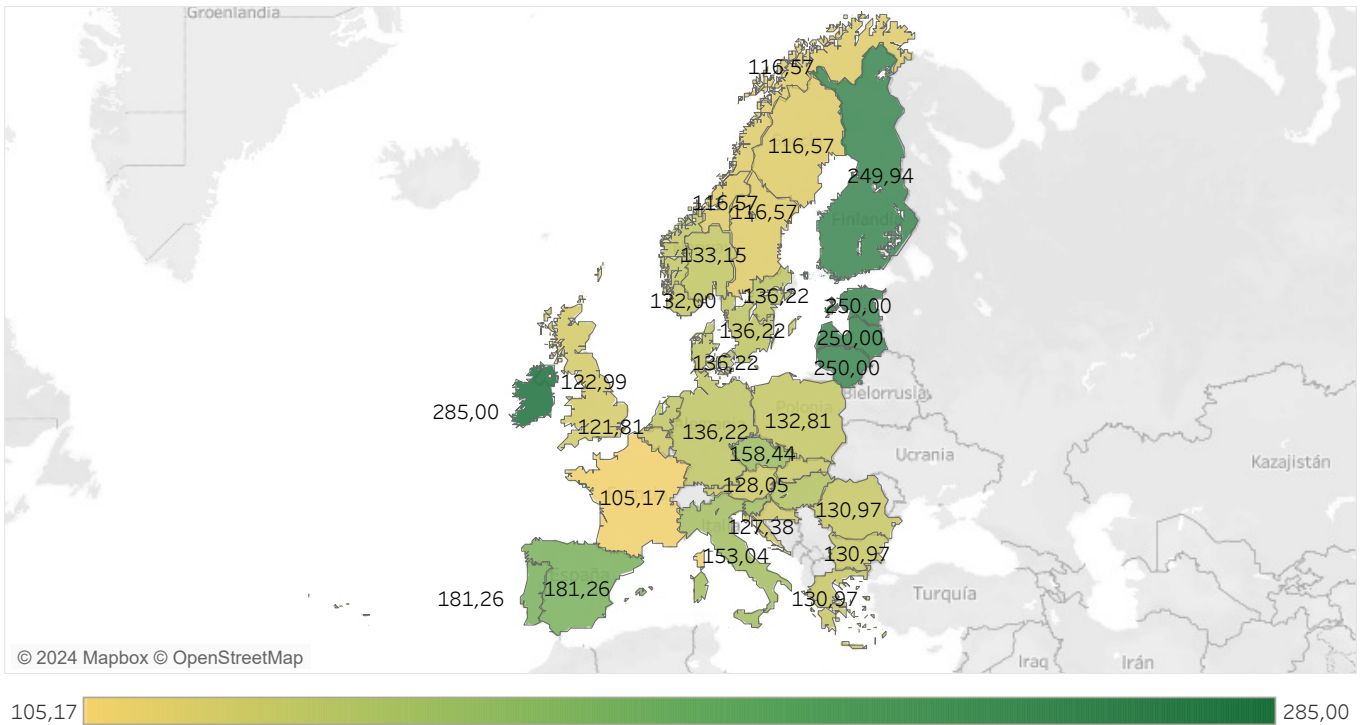 Groenlandia
116,57
116,57
249,94
116,57
116,57
Finlandia
133,15
136,22
132,00
250,00
136,22
250,00
136,22
250,00
122,99
Bielorrusia
285,00
Polonia
121,81
136,22
132,81
158,44
Ucrania
Kazajistán
128,05
105,17
130,97
Italia
127,38
153,04
130,97
España
181,26
181,26
130,97
Turquía
Iraq
Irán
© 2024 Mapbox © OpenStreetMap
105,17
285,00